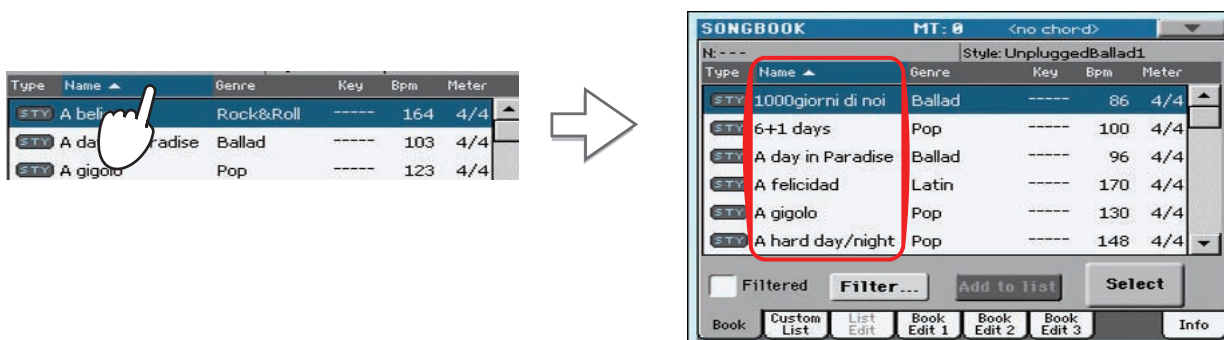 Type Name Genre Key Bpm Meter
STY A beli Rock&Roll ----- 164 4/4
STY A da radise Ballad ----- 103 4/4
STY A gigolo Pop ----- 123 4/4
SONGBOOK MT: 0 <no chord>
N:--- Style: UnpluggedBallad1
Type Name Genre Key Bpm Meter
STY 1000giorni di noi Ballad ----- 86 4/4
STY 6+1 days Pop ----- 100 4/4
STY A day in Paradise Ballad ----- 96 4/4
STY A felicidad Latin ----- 170 4/4
STY A gigolo Pop ----- 130 4/4
STY A hard day/night Pop ----- 148 4/4
Filtered Filter... Add to list Select
Book Custom List List Edit Book Edit 1 Book Edit 2 Book Edit 3 Info